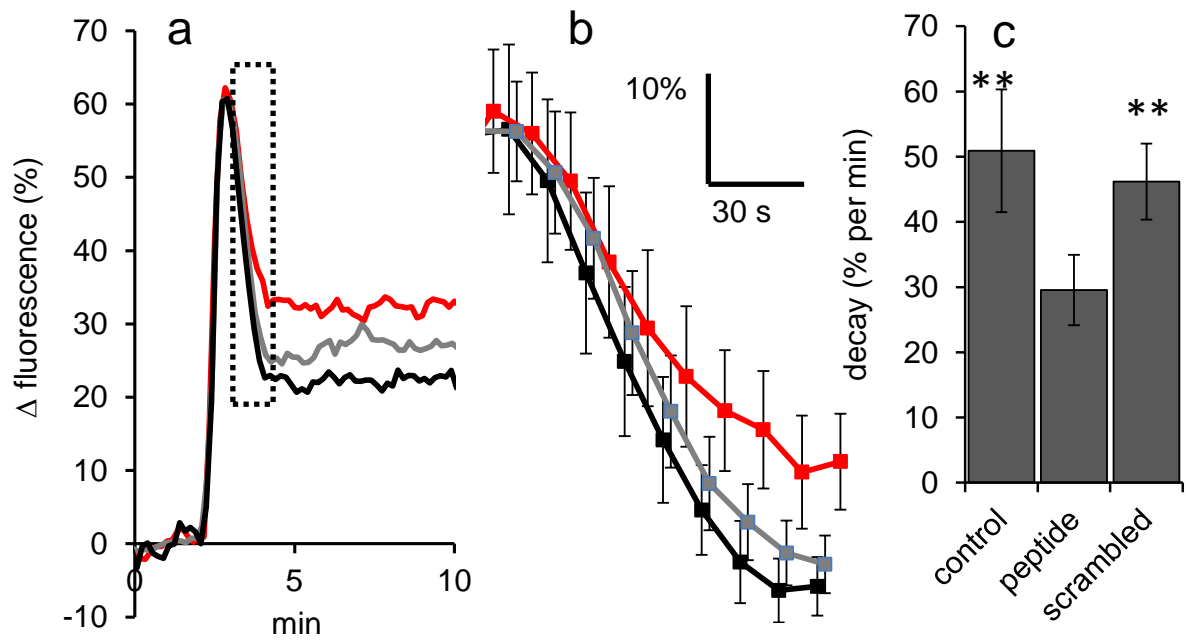 a
70
60
50
40
30
20
10
0
-10
Δ fluorescence (%)
0
5
10
min
b
10%
30 s
c
70
60
50
40
30
20
10
0
decay (% per min)
**
**
control
peptide
scrambled